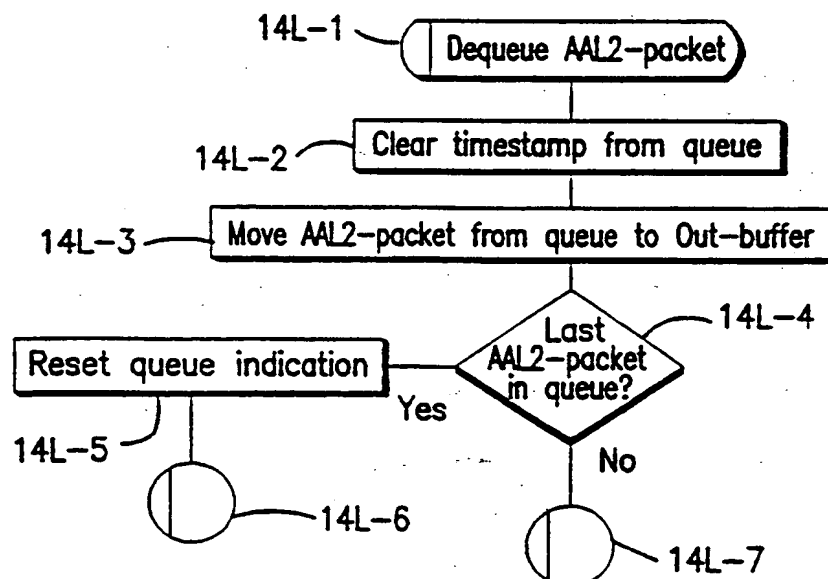 14L-1
Dequeue AAL2-packet
14L-2
Clear timestamp from queue
14L-3
Move AAL2-packet from queue to Out-buffer
14L-4
Last
AAL2-packet
in queue?
Reset queue indication
Yes
14L-5
No
14L-6
14L-7